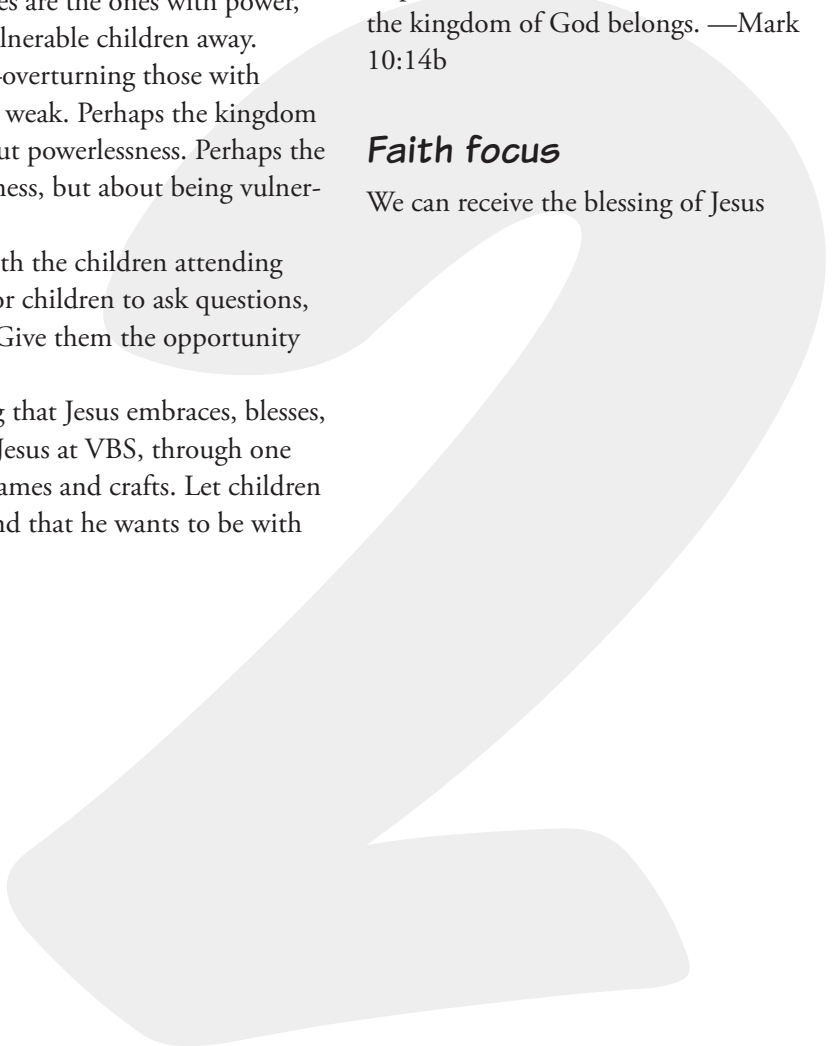 es are the ones with power,
lnerable children away.
-overturning those with
weak. Perhaps the kingdom
ut powerlessness. Perhaps the
ness, but about being vulner-
th the children attending
or children to ask questions,
Give them the opportunity
g that Jesus embraces, blesses,
Jesus at VBS, through one
ames and crafts. Let children
nd that he wants to be with
the kingdom of God belongs. —Mark
10:14b
Faith focus
We can receive the blessing of Jesus
2